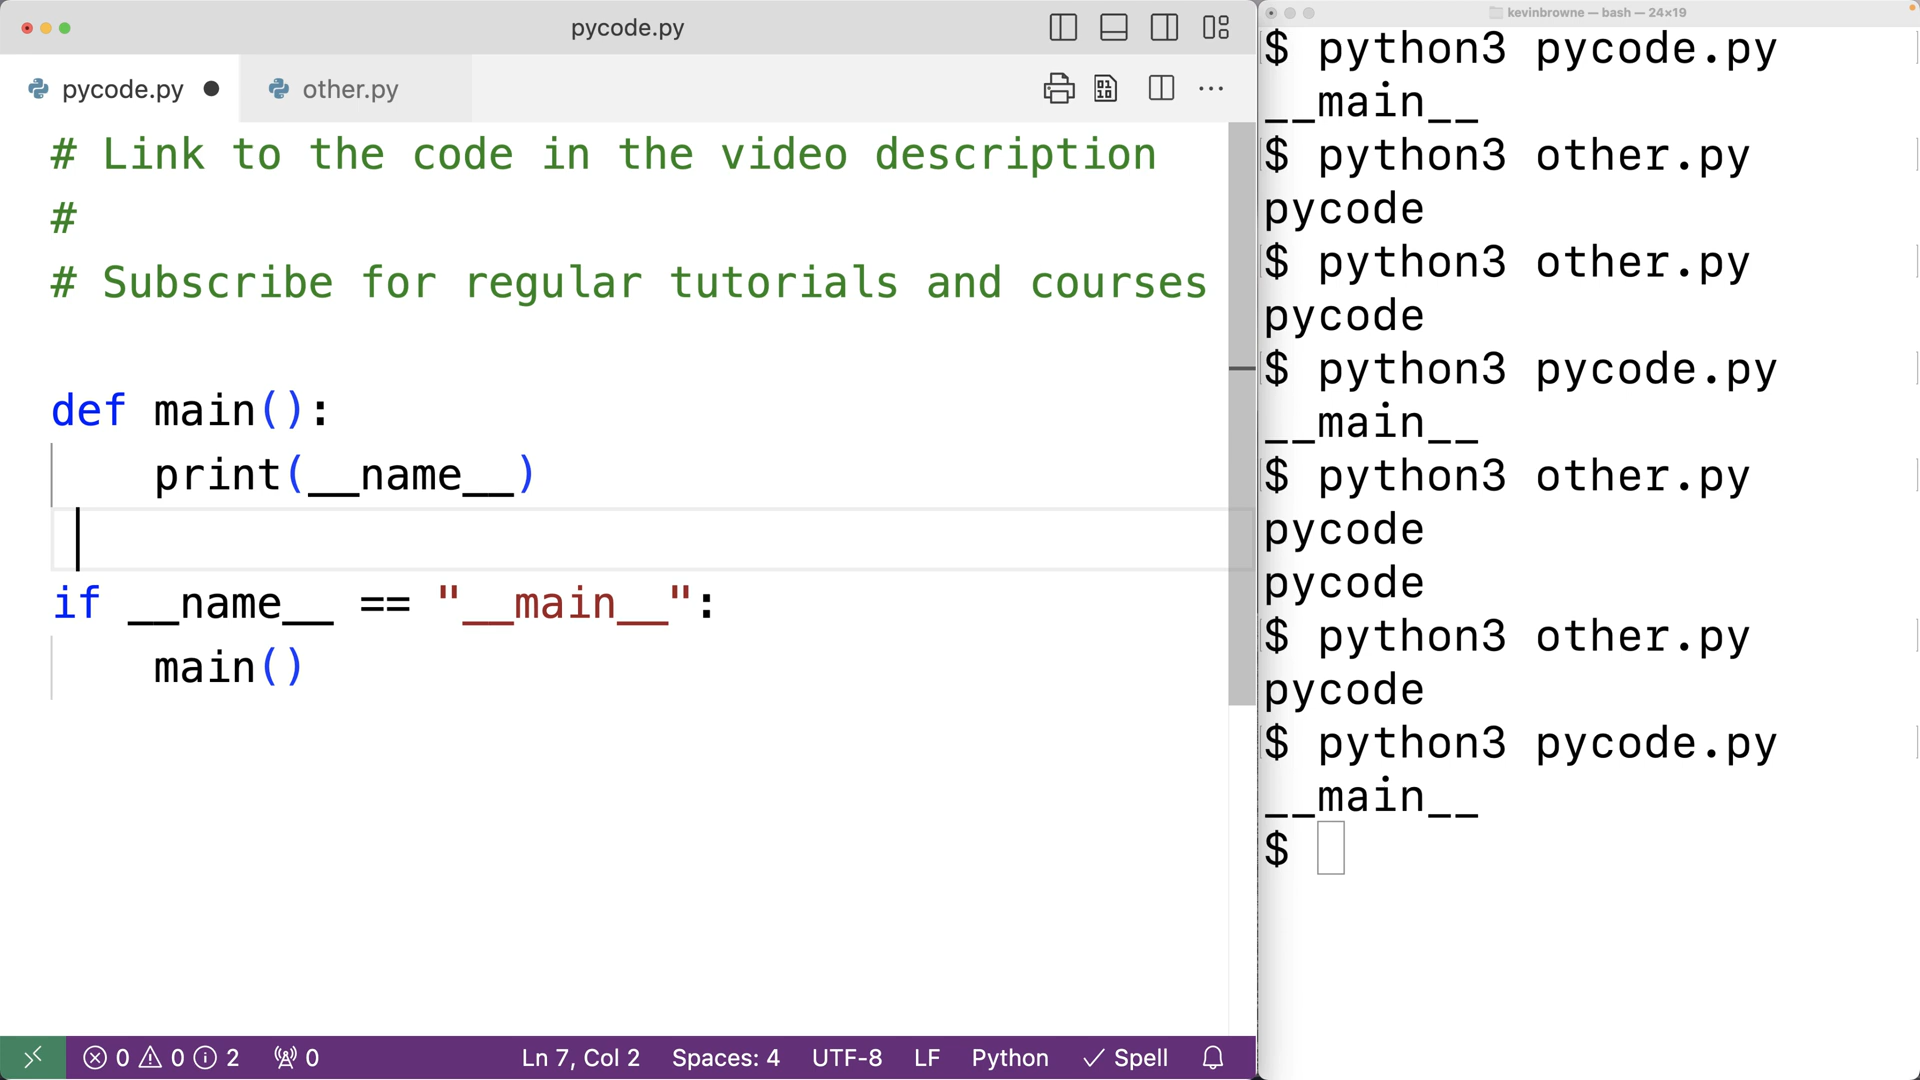 pycode.py
pycode.py
other.py
# Link to the code in the video description
#
# Subscribe for regular tutorials and courses
def main():
    print(__name__)
if __name__ == "__main__":
    main()
0 0 2 0 Ln 7, Col 2 Spaces: 4 UTF-8 LF Python Spell
kevinbrowne — bash — 24×19
$ python3 pycode.py
__main__
$ python3 other.py
pycode
$ python3 other.py
pycode
$ python3 pycode.py
__main__
$ python3 other.py
pycode
pycode
$ python3 other.py
pycode
$ python3 pycode.py
__main__
$